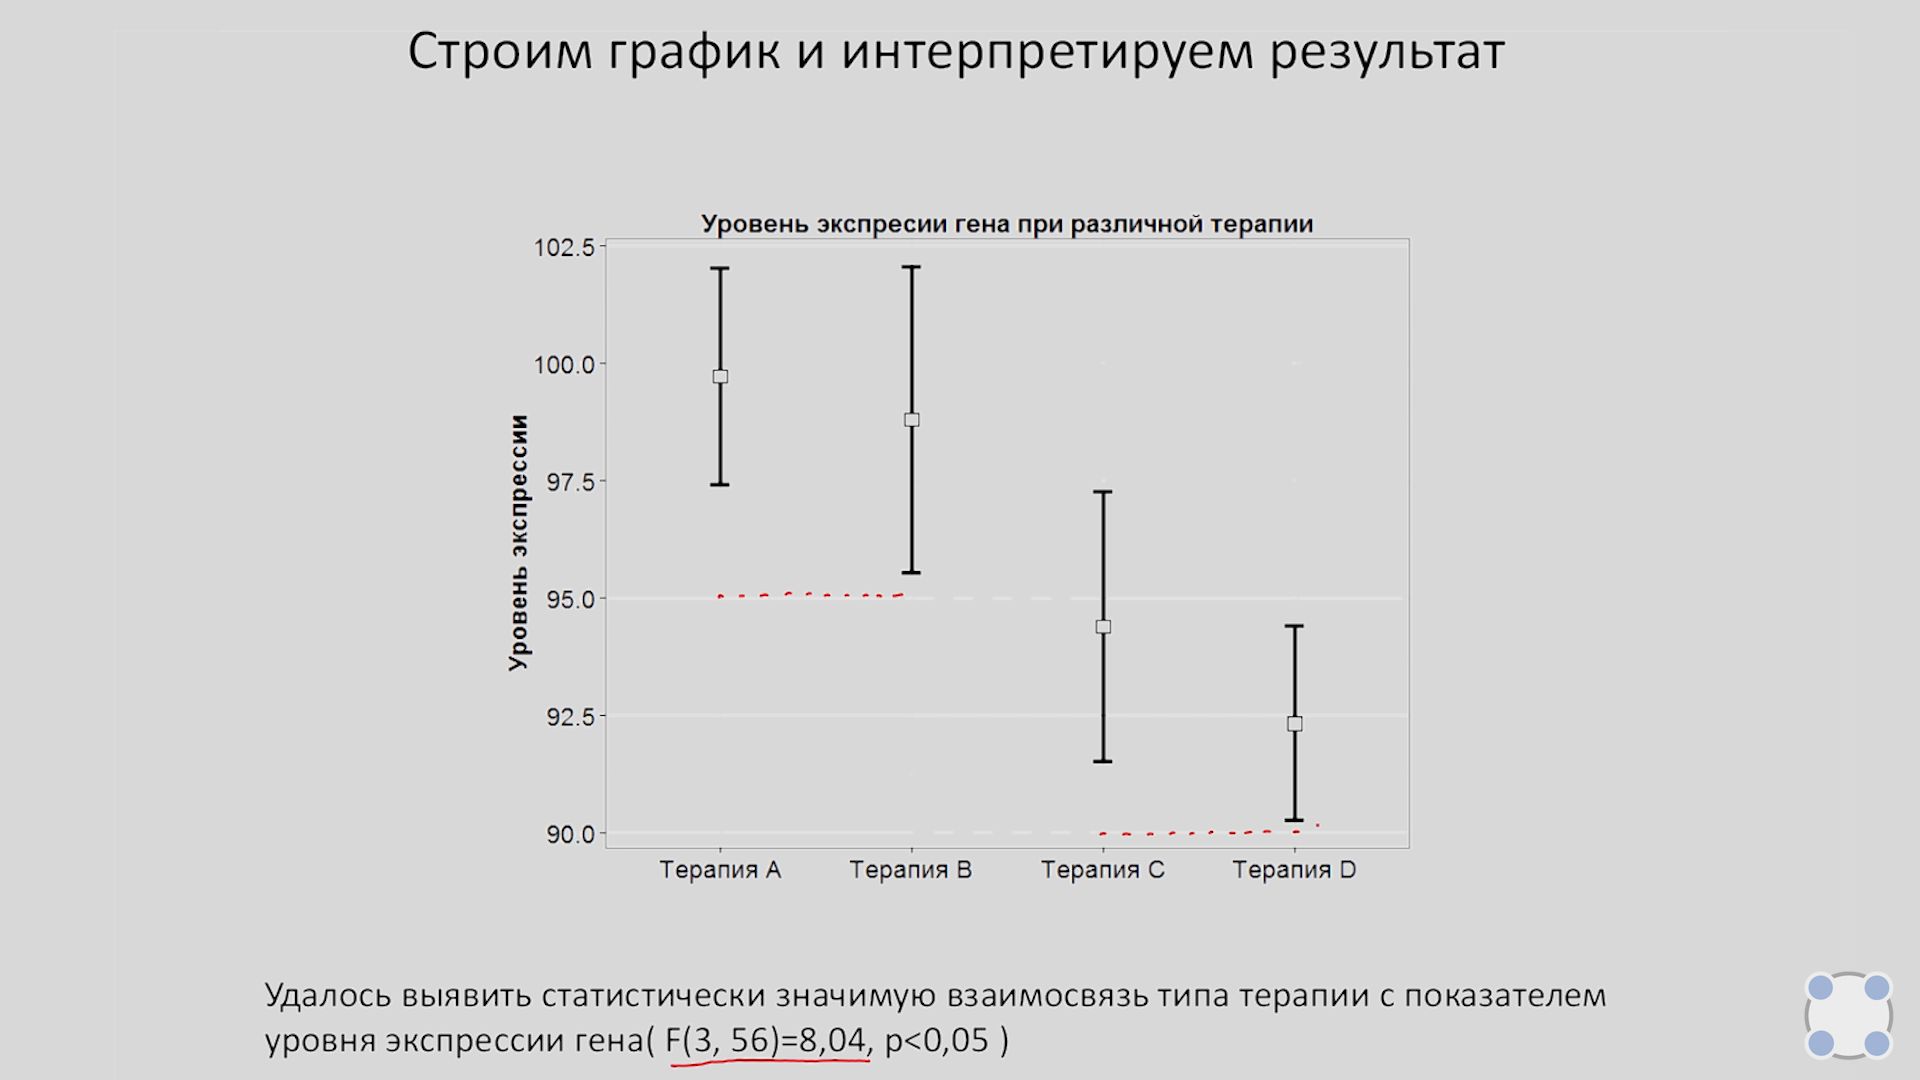 Строим график и интерпретируем результат
Уровень экспресии гена при различной терапии
Уровень экспрессии
102.5
100.0
97.5
95.0
92.5
90.0
Терапия A Терапия B Терапия C Терапия D
Удалось выявить статистически значимую взаимосвязь типа терапии с показателем
уровня экспрессии гена( F(3, 56)=8,04, p<0,05 )